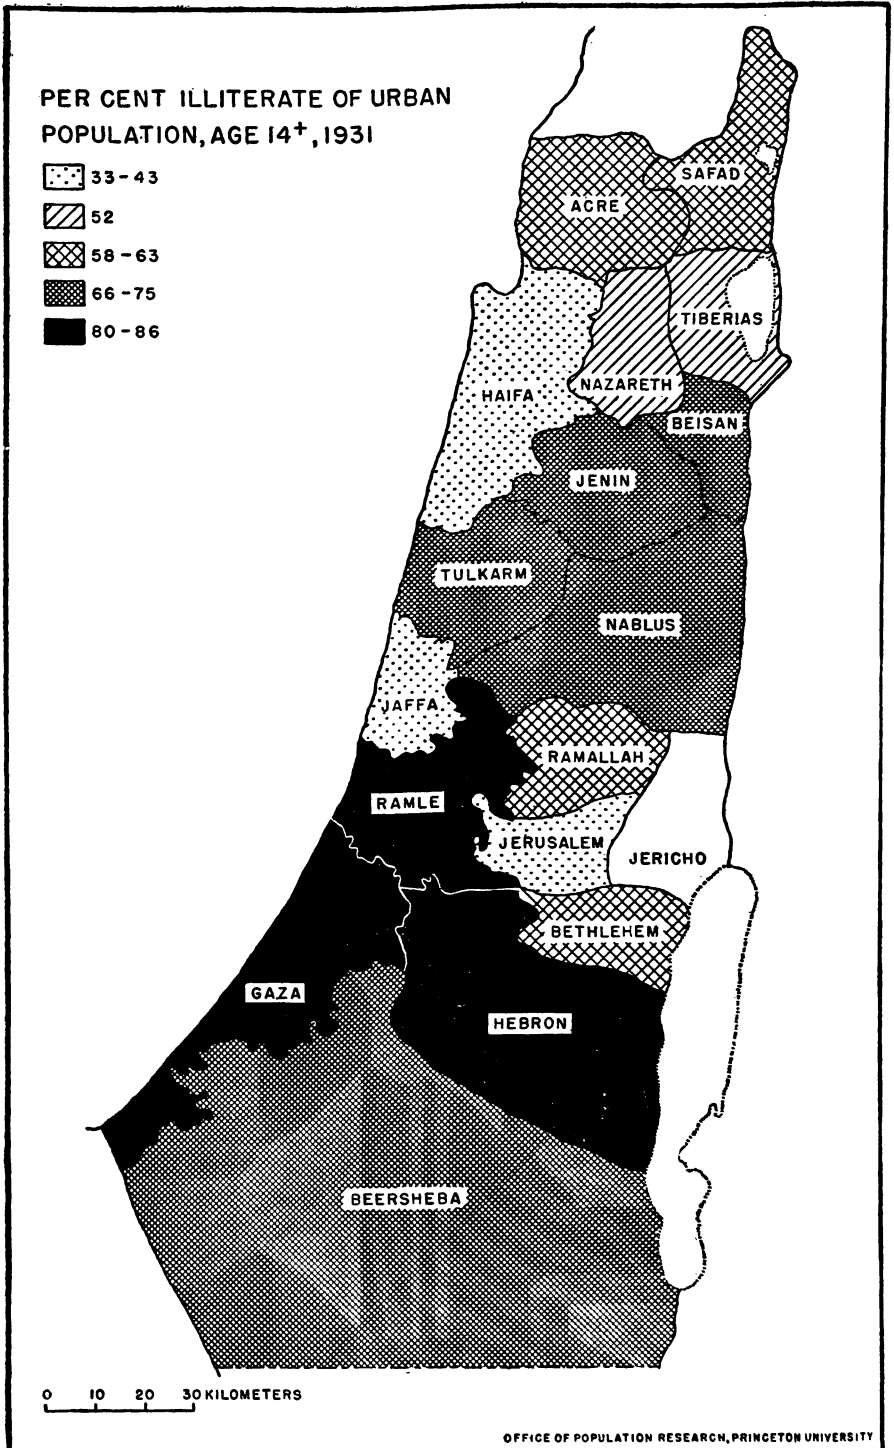 PER CENT ILLITERATE OF URBAN
POPULATION, AGE 14+, 1931
33-43
52
58-63
66-75
80-86
SAFAD
ACRE
TIBERIAS
NAZARETH
HAIFA
BEISAN
JENIN
TULKARM
NABLUS
JAFFA
RAMALLAH
RAMLE
JERUSALEM
JERICHO
BETHLEHEM
GAZA
HEBRON
BEERSHEBA
0 10 20 30 KILOMETERS
OFFICE OF POPULATION RESEARCH, PRINCETON UNIVERSITY